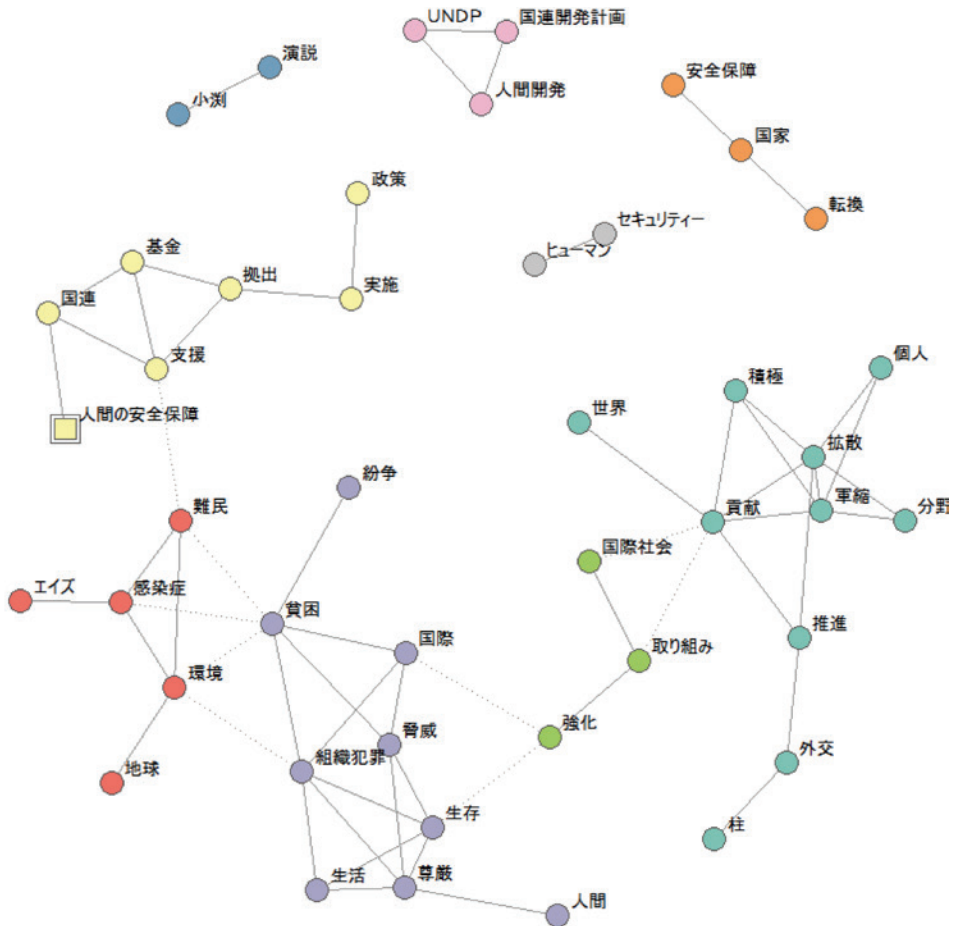 UNDP
国連開発計画
演説
小渕
人間開発
安全保障
国家
転換
政策
セキュリティー
ヒューマン
基金
拠出
実施
国連
支援
人間の安全保障
個人
積極
世界
拡散
軍縮
分野
貢献
紛争
難民
国際社会
エイズ
感染症
貧困
国際
推進
取り組み
環境
脅威
強化
組織犯罪
外交
地球
生存
柱
生活
尊厳
人間